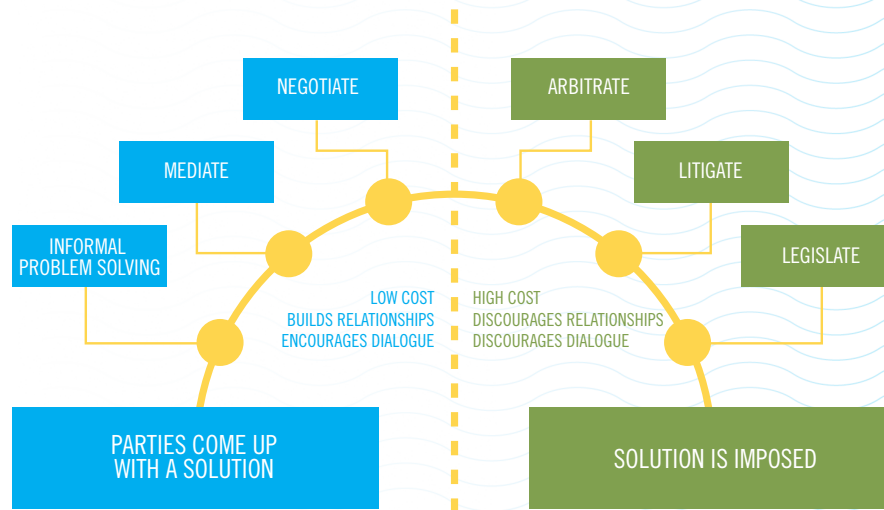 NEGOTIATE
ARBITRATE
MEDIATE
LITIGATE
INFORMAL
PROBLEM SOLVING
LEGISLATE
LOW COST
BUILDS RELATIONSHIPS
ENCOURAGES DIALOGUE
HIGH COST
DISCOURAGES RELATIONSHIPS
DISCOURAGES DIALOGUE
PARTIES COME UP
WITH A SOLUTION
SOLUTION IS IMPOSED